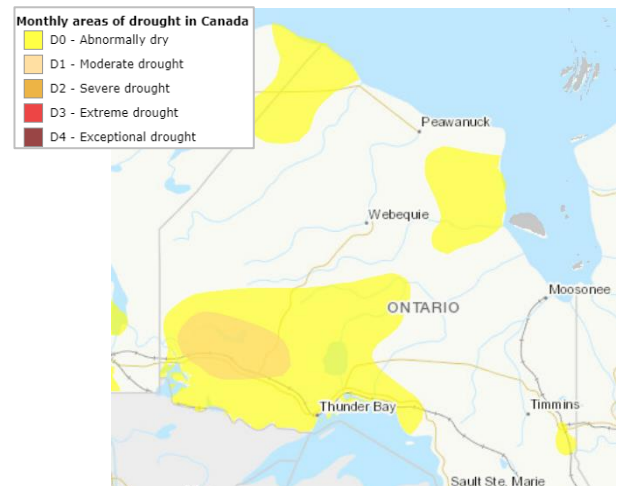 Monthly areas of drought in Canada
D0 - Abnormally dry
D1 - Moderate drought
D2 - Severe drought
D3 - Extreme drought
D4 - Exceptional drought
Peawanuck
Webequie
Moosonee
ONTARIO
Thunder Bay
Timmins
Sault Ste. Marie